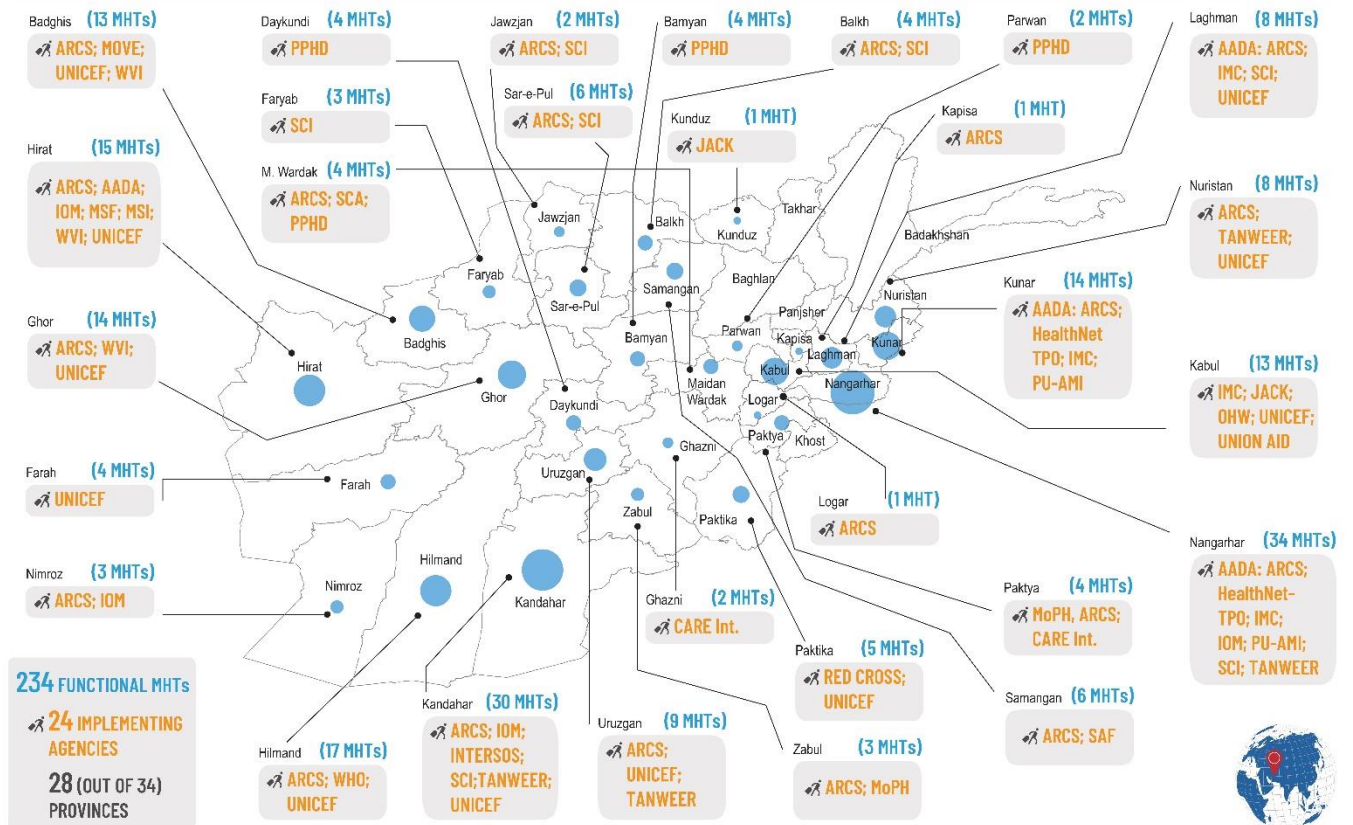 Badghis (13 MHTs)
ARCS; MOVE;
UNICEF; WVI
Daykundi (4 MHTs)
PPHD
Jawzjan (2 MHTs)
ARCS; SCI
Bamyan (4 MHTs)
PPHD
Balkh (4 MHTs)
ARCS; SCI
Parwan (2 MHTs)
PPHD
Laghman (8 MHTs)
AADA: ARCS;
IMC; SCI;
UNICEF
Faryab (3 MHTs)
SCI
Sar-e-Pul (6 MHTs)
ARCS; SCI
Kunduz (1 MHT)
JACK
Kapisa (1 MHT)
ARCS
Hirat (15 MHTs)
ARCS; AADA;
IOM; MSF; MSI;
WVI; UNICEF
M. Wardak (4 MHTs)
ARCS; SCA;
PPHD
Nuristan (8 MHTs)
ARCS;
TANWEER;
UNICEF
Ghor (14 MHTs)
ARCS; WVI;
UNICEF
Kunar (14 MHTs)
AADA: ARCS;
HealthNet
TPO; IMC;
PU-AMI
Kabul (13 MHTs)
IMC; JACK;
OHW; UNICEF;
UNION AID
Jawzjan
Balkh
Kunduz
Takhar
Badakhshan
Faryab
Sar-e-Pul
Samangan
Baghlan
Panjsher
Nuristan
Badghis
Bamyan
Parwan
Kapisa
Laghman
Kunar
Hirat
Ghor
Daykundi
Maidan
Wardak
Kabul
Nangarhar
Logar
Paktya
Khost
Ghazni
Uruzgan
Farah
Zabul
Paktika
Hilmand
Nimroz
Kandahar
Farah (4 MHTs)
UNICEF
Logar (1 MHT)
ARCS
Nangarhar (34 MHTs)
AADA: ARCS;
HealthNet-
TPO; IMC;
IOM; PU-AMI;
SCI; TANWEER
Nimroz (3 MHTs)
ARCS; IOM
Ghazni (2 MHTs)
CARE Int.
Paktya (4 MHTs)
MoPH, ARCS;
CARE Int.
Paktika (5 MHTs)
RED CROSS;
UNICEF
Samangan (6 MHTs)
ARCS; SAF
234 FUNCTIONAL MHTs
24 IMPLEMENTING
AGENCIES
28 (OUT OF 34)
PROVINCES
Hilmand (17 MHTs)
ARCS; WHO;
UNICEF
Kandahar (30 MHTs)
ARCS; IOM;
INTERSOS;
SCI;TANWEER;
UNICEF
Uruzgan (9 MHTs)
ARCS;
UNICEF;
TANWEER
Zabul (3 MHTs)
ARCS; MoPH